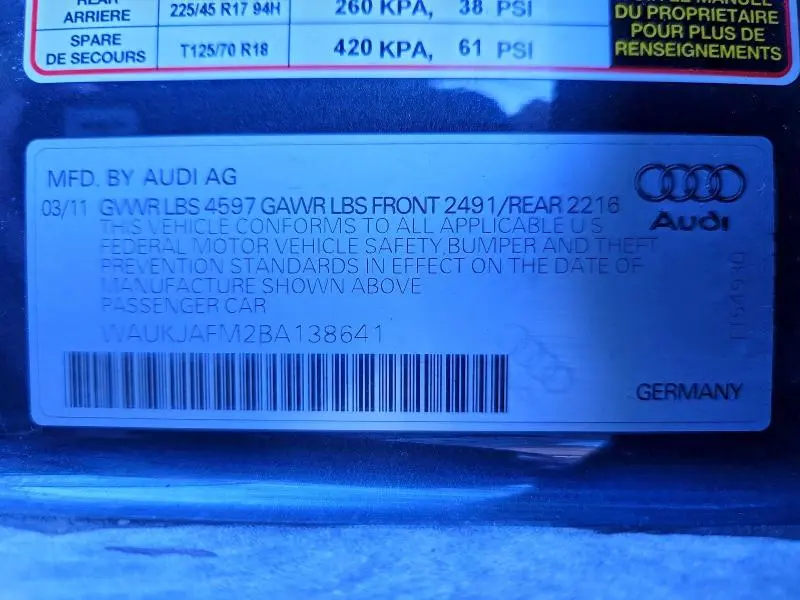 REAR
ARRIERE
225/45 R17 94H
260 KPA, 38 PSI
SPARE
DE SECOURS
T125/70 R18
420 KPA, 61 PSI
MANUEL
DU PROPRIETAIRE
POUR PLUS DE
RENSEIGNEMENTS
MFD. BY AUDI AG
03/11 GVWR LBS 4597 GAWR LBS FRONT 2491/REAR 2216
THIS VEHICLE CONFORMS TO ALL APPLICABLE U S
FEDERAL MOTOR VEHICLE SAFETY, BUMPER AND THEFT
PREVENTION STANDARDS IN EFFECT ON THE DATE OF
MANUFACTURE SHOWN ABOVE
PASSENGER CAR
WAUKJAFM2BA138641
Audi
GERMANY